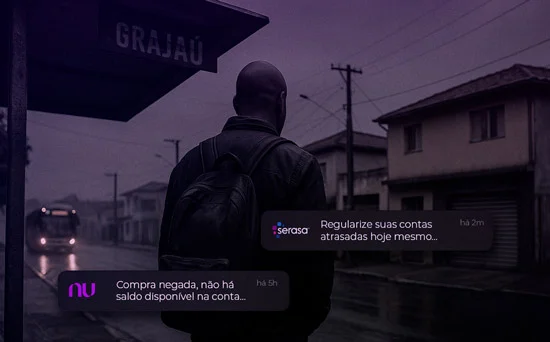 GRAJAÚ
serasa
Regularize suas contas
atrasadas hoje mesmo...
há 2m
nu
Compra negada, não há
saldo disponível na conta...
há 5h